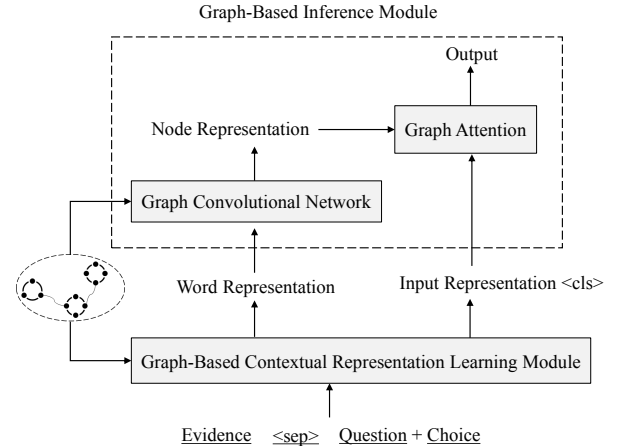 Graph-Based Inference Module
Output
Node Representation
Graph Attention
Graph Convolutional Network
Word Representation
Input Representation <cls>
Graph-Based Contextual Representation Learning Module
Evidence <sep> Question + Choice